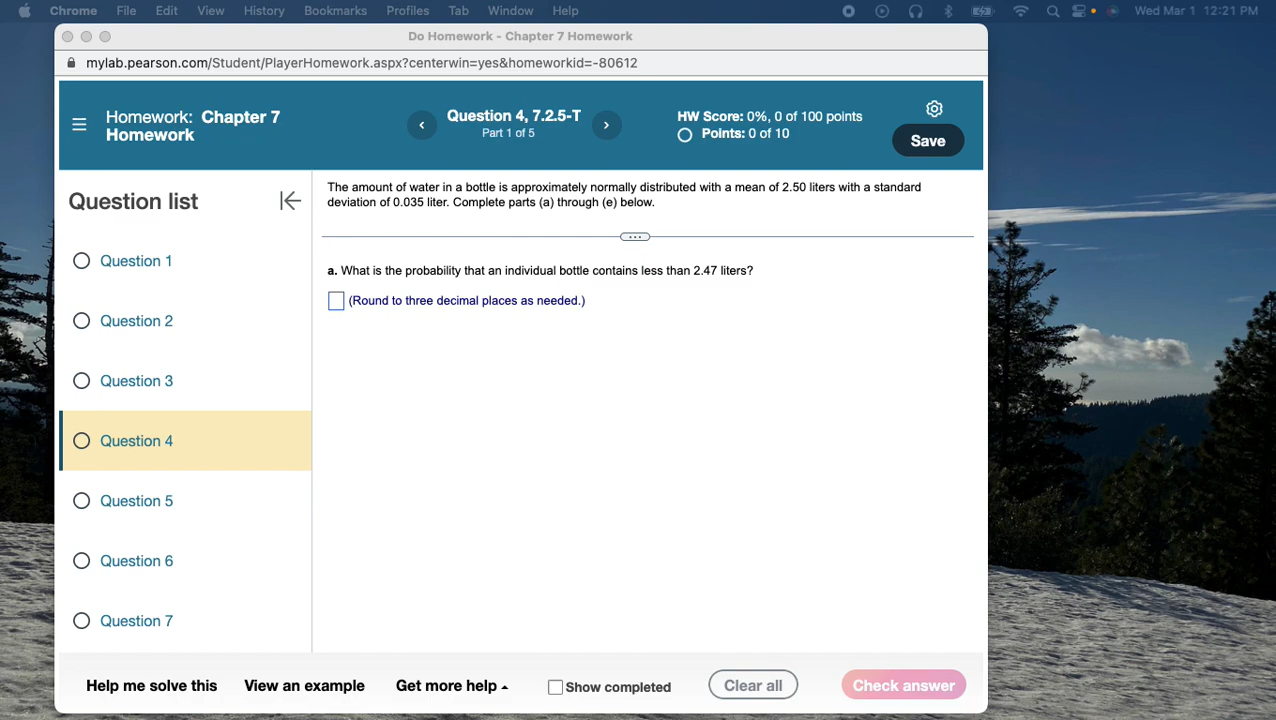 Chrome File Edit View History Bookmarks Profiles Tab Window Help Wed Mar 1 12:21 PM
Do Homework - Chapter 7 Homework
mylab.pearson.com/Student/PlayerHomework.aspx?centerwin=yes&homeworkid=-80612
Homework: Chapter 7
Homework
Question 4, 7.2.5-T
Part 1 of 5
HW Score: 0%, 0 of 100 points
Points: 0 of 10
Save
Question list
Question 1
Question 2
Question 3
Question 4
Question 5
Question 6
Question 7
The amount of water in a bottle is approximately normally distributed with a mean of 2.50 liters with a standard
deviation of 0.035 liter. Complete parts (a) through (e) below.
a. What is the probability that an individual bottle contains less than 2.47 liters?
(Round to three decimal places as needed.)
Help me solve this View an example Get more help Show completed Clear all Check answer